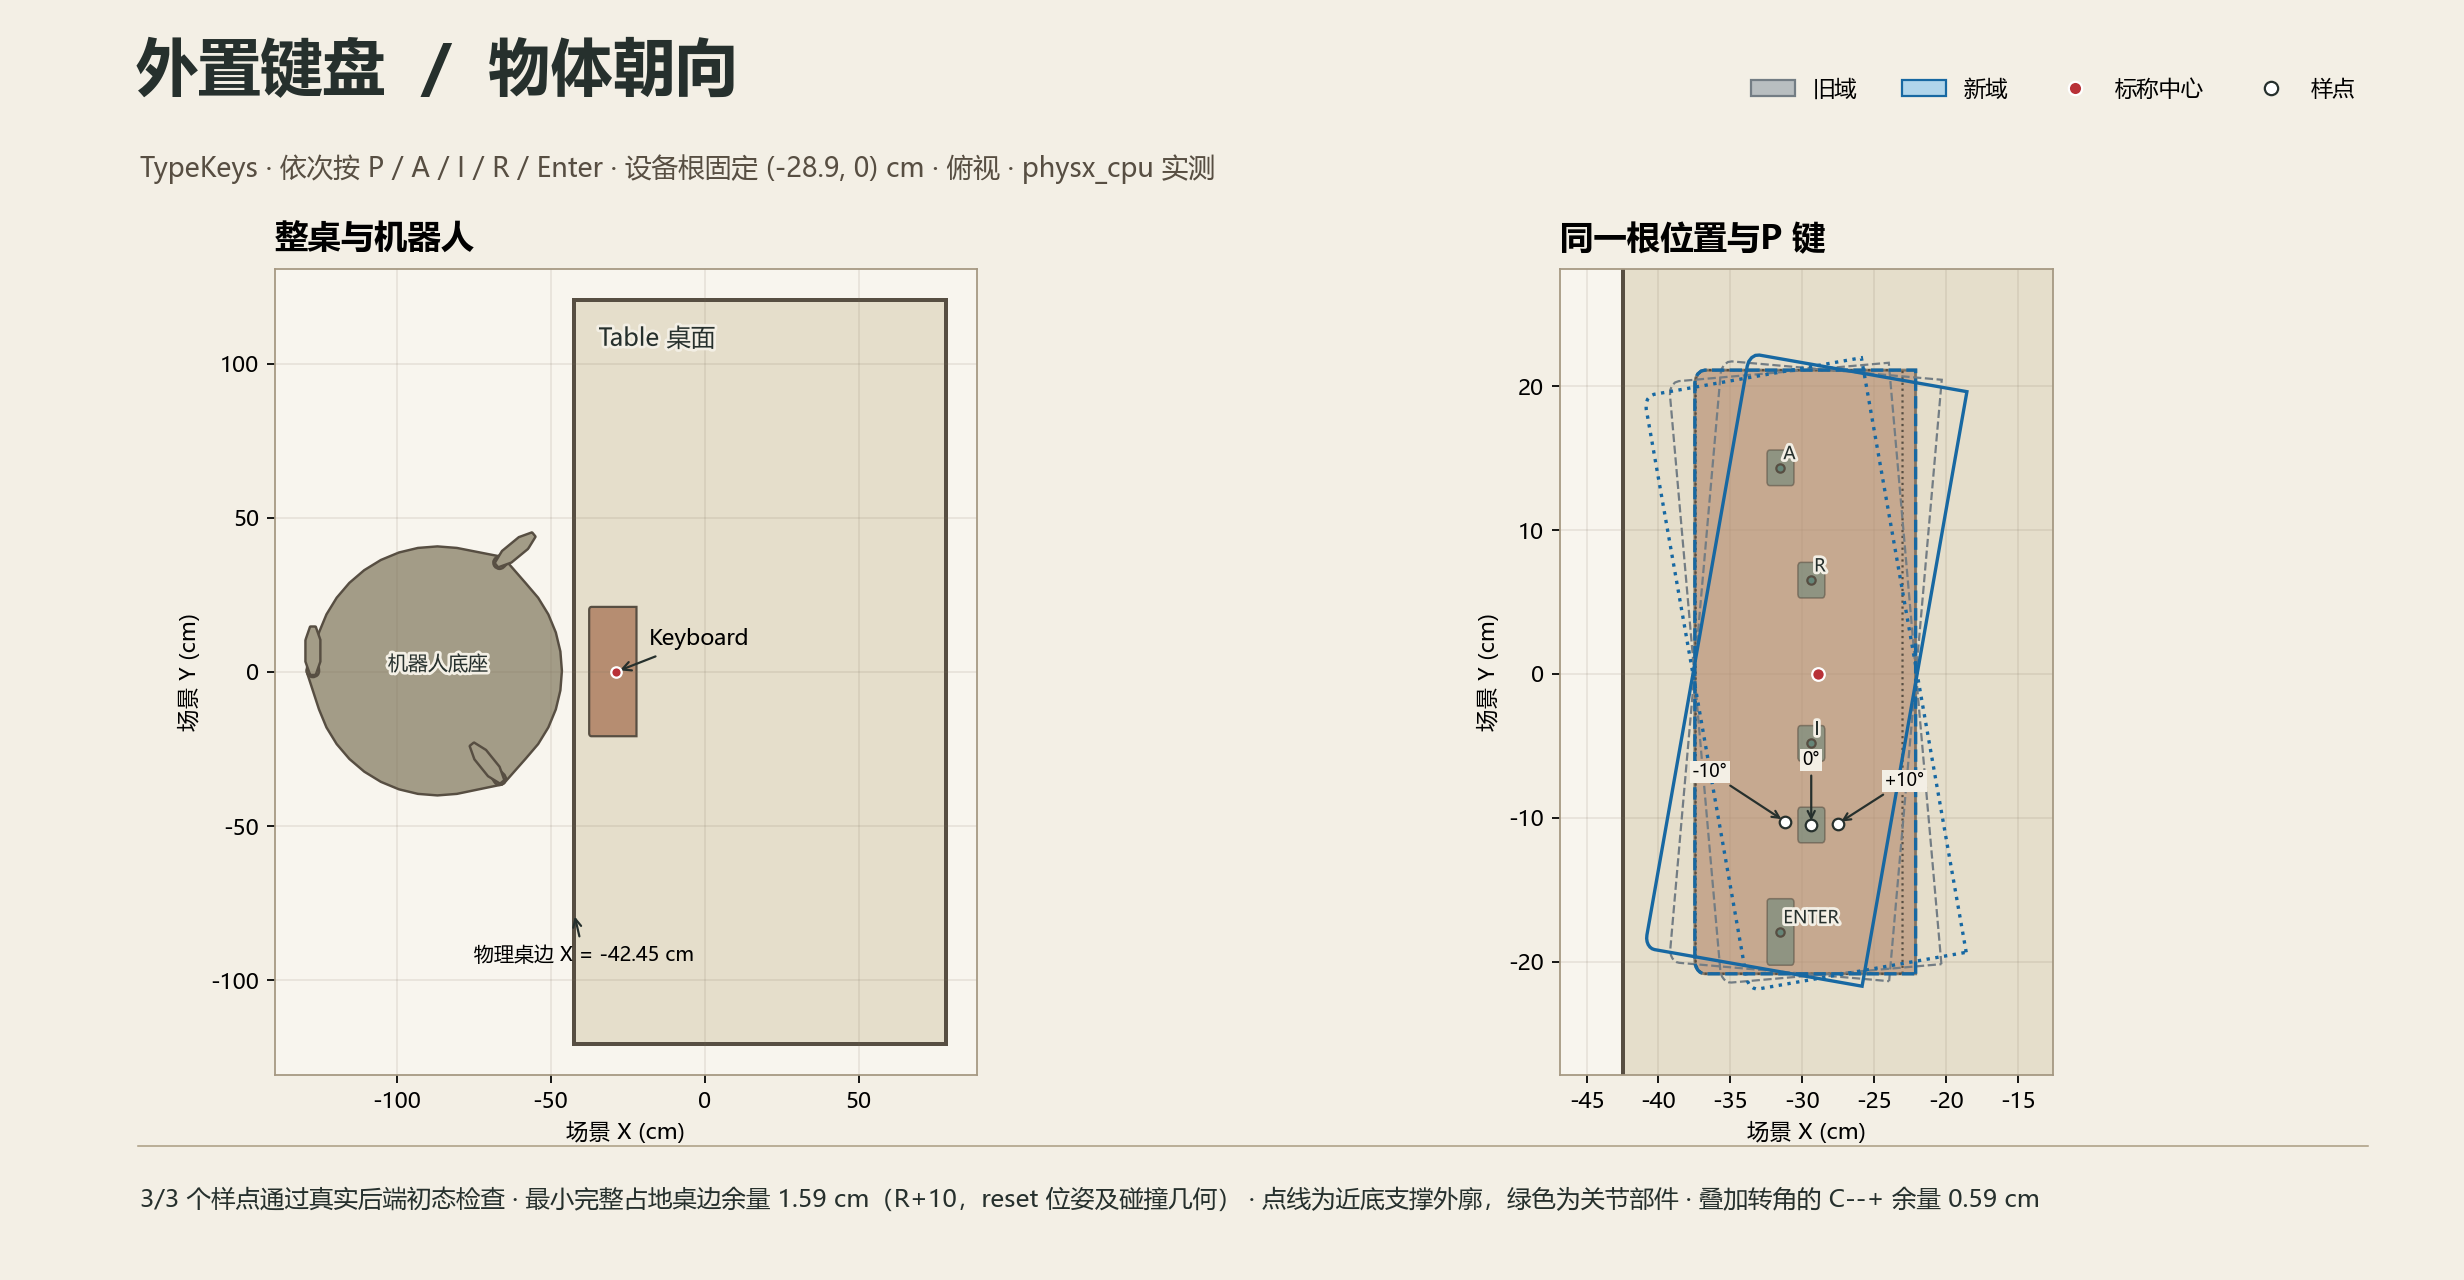 外置键盘 / 物体朝向
旧域
新域
标称中心
样点
TypeKeys · 依次按 P / A / I / R / Enter · 设备根固定 (-28.9, 0) cm · 俯视 · physx_cpu 实测
整桌与机器人
Table 桌面
Keyboard
机器人底座
物理桌边 X = -42.45 cm
100
50
0
-50
-100
场景 Y (cm)
-100
-50
0
50
场景 X (cm)
同一根位置与P 键
A
R
I
-10°
0°
+10°
ENTER
20
10
0
-10
-20
场景 Y (cm)
-45
-40
-35
-30
-25
-20
-15
场景 X (cm)
3/3 个样点通过真实后端初态检查 · 最小完整占地桌边余量 1.59 cm（R+10，reset 位姿及碰撞几何） · 点线为近底支撑外廓，绿色为关节部件 · 叠加转角的 C--+ 余量 0.59 cm